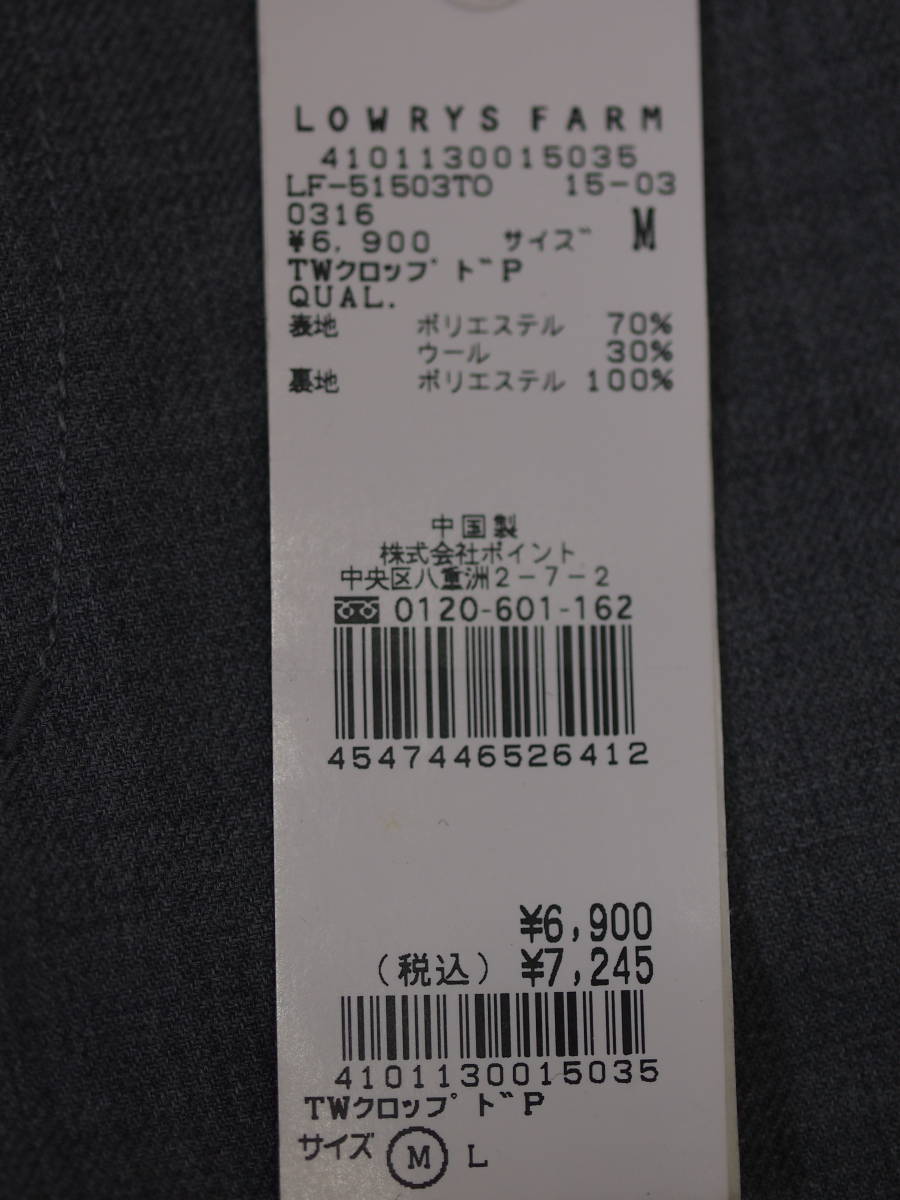 LOWRYS FARM
4101130015035
LF-51503TO 15-03
0316
¥6,900 サイズ M
TWクロップドP
QUAL.
表地 ポリエステル 70%
ウール 30%
裏地 ポリエステル 100%
中国製
株式会社ポイント
中央区八重洲2-7-2
0120-601-162
4547446526412
¥6,900
(税込) ¥7,245
4101130015035
TWクロップドP
サイズ M L